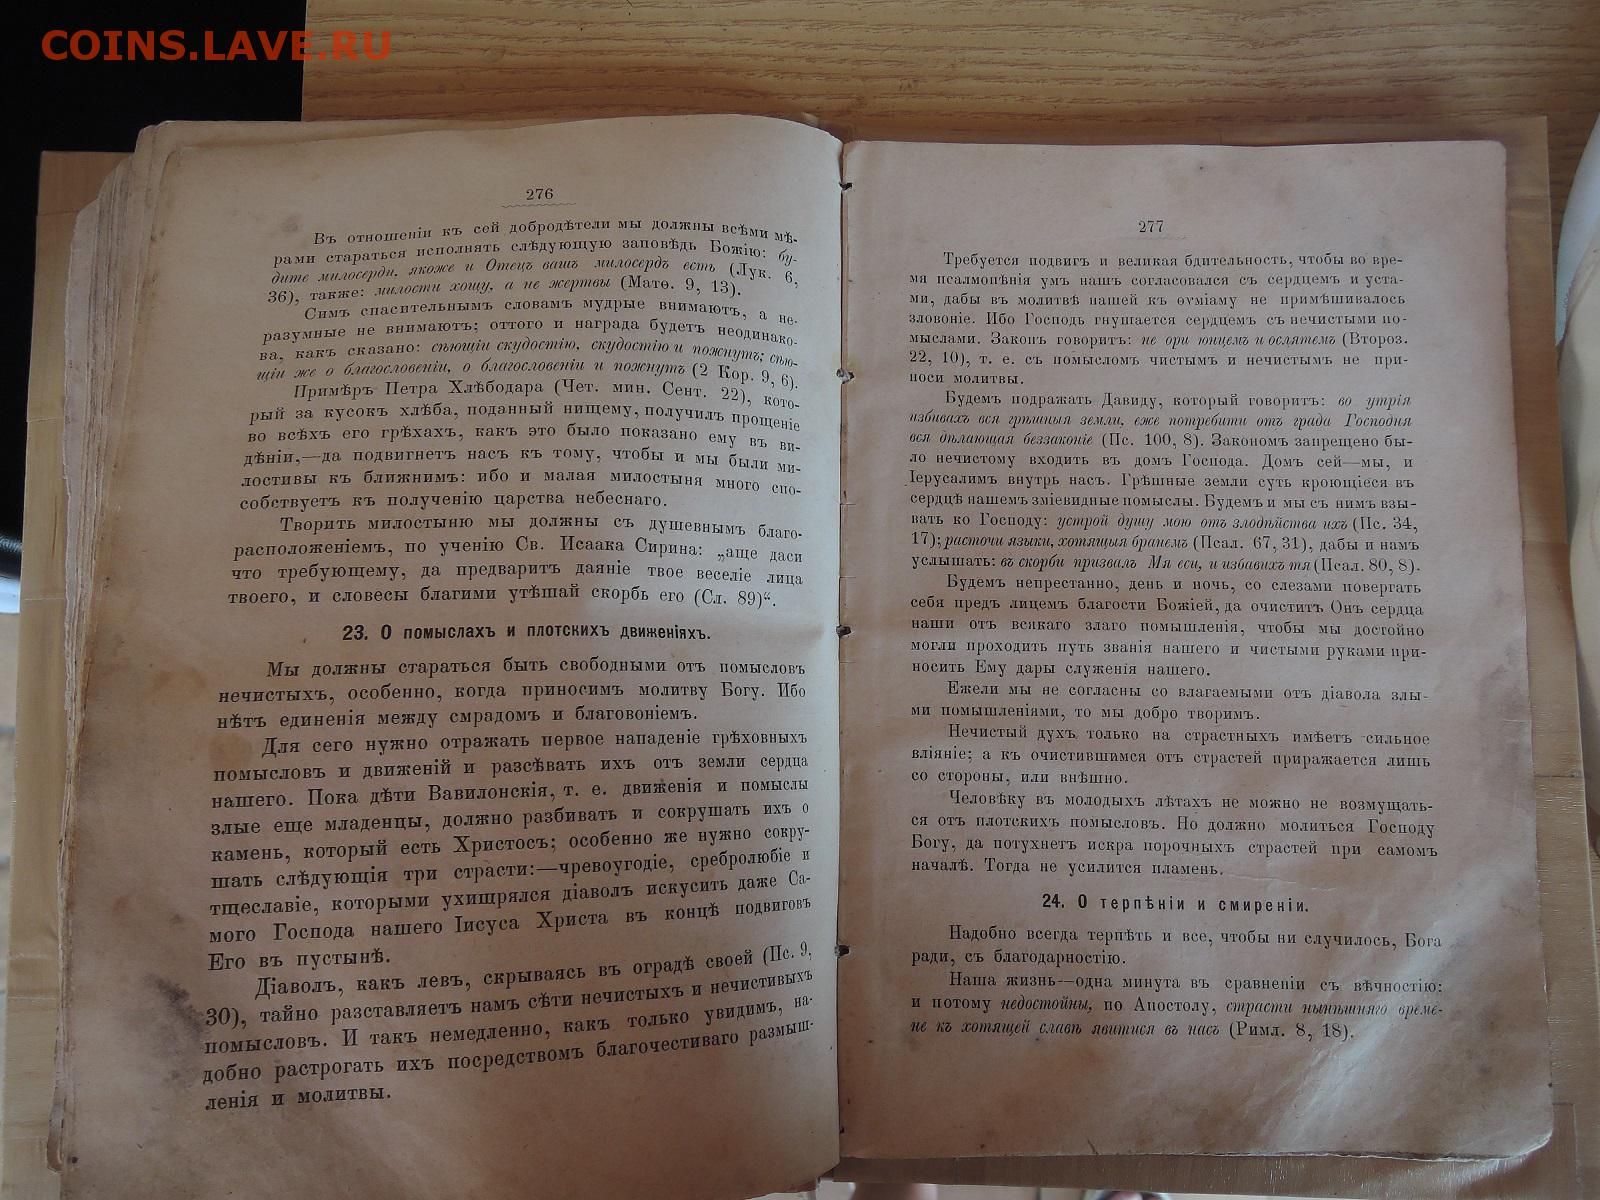 COINS.LAVE.RU
276
Въ отношеніи къ сей добродѣтели мы должны всѣми мѣ-
рами стараться исполнять слѣдующую заповѣдь Божію: бу-
дите милосерди, якоже и Отецъ вашъ милосердъ есть (Лук. 6,
36), также: милости хощу, а не жертвы (Матѳ. 9, 13).
Симъ спасительнымъ словамъ мудрые внимаютъ, а не-
разумные не внимаютъ; оттого и награда будетъ неодинако-
ва, какъ сказано: сѣющіи скудостію, скудостію и пожнутъ; сѣю-
щіи же о благословеніи, о благословеніи и пожнутъ (2 Кор. 9, 6).
Примѣръ Петра Хлѣбодара (Чет. мин. Сент. 22), кото-
рый за кусокъ хлѣба, поданный нищему, получилъ прощеніе
во всѣхъ его грѣхахъ, какъ это было показано ему въ ви-
дѣніи,—да подвигнетъ насъ къ тому, чтобы и мы были ми-
лостивы къ ближнимъ: ибо и малая милостыня много спо-
собствуетъ къ полученію царства небеснаго.
Творить милостыню мы должны съ душевнымъ благо-
расположеніемъ, по ученію Св. Исаака Сирина: „аще даси
что требующему, да предваритъ даяніе твое веселіе лица
твоего, и словесы благими утѣшай скорбь его (Сл. 89)“.
23. О помыслахъ и плотскихъ движеніяхъ.
Мы должны стараться быть свободными отъ помысловъ
нечистыхъ, особенно, когда приносимъ молитву Богу. Ибо
нѣтъ единенія между смрадомъ и благовоніемъ.
Для сего нужно отражать первое нападеніе грѣховныхъ
помысловъ и движеній и разсѣвать ихъ отъ земли сердца
нашего. Пока дѣти Вавилонскія, т. е. движенія и помыслы
злые еще младенцы, должно разбивать и сокрушать ихъ о
камень, который есть Христосъ; особенно же нужно сокру-
шать слѣдующія три страсти:—чревоугодіе, сребролюбіе и
тщеславіе, которыми ухищрялся діаволъ искусить даже Са-
мого Господа нашего Іисуса Христа въ концѣ подвиговъ
Его въ пустынѣ.
Діаволъ, какъ левъ, скрываясь въ оградѣ своей (Пс. 9,
30), тайно разставляетъ намъ сѣти нечистыхъ и нечистивыхъ
помысловъ. И такъ немедленно, какъ только увидимъ, на-
добно растрогать ихъ посредствомъ благочестиваго размыш-
ленія и молитвы.
277
Требуется подвигъ и великая бдительность, чтобы во вре-
мя псалмопѣнія умъ нашъ согласовался съ сердцемъ и уста-
ми, дабы въ молитвѣ нашей къ ѳиміаму не примѣшивалось
зловоніе. Ибо Господь гнушается сердцемъ съ нечистыми по-
мыслами. Законъ говоритъ: не ори юнцемъ и ослятемъ (Второз.
22, 10), т. е. съ помысломъ чистымъ и нечистымъ не при-
носи молитвы.
Будемъ подражать Давиду, который говоритъ: во утрія
избивахъ вся грѣшныя земли, еже потребити отъ града Господня
вся дѣлающая беззаконіе (Пс. 100, 8). Закономъ запрещено бы-
ло нечистому входить въ домъ Господа. Домъ сей—мы, и
Іерусалимъ внутрь насъ. Грѣшные земли суть кроющіеся въ
сердцѣ нашемъ зміевидные помыслы. Будемъ и мы съ нимъ взы-
вать ко Господу: устрой душу мою отъ злодѣйства ихъ (Пс. 34,
17); расточи языки, хотящыя бранемъ (Псал. 67, 31), дабы и намъ
услышать: въ скорби призвалъ Мя еси, и избавихъ тя (Псал. 80, 8).
Будемъ непрестанно, день и ночь, со слезами повергать
себя предъ лицемъ благости Божіей, да очиститъ Онъ сердца
наши отъ всякаго злаго помышленія, чтобы мы достойно
могли проходить путь званія нашего и чистыми руками при-
носить Ему дары служенія нашего.
Ежели мы не согласны со влагаемыми отъ діавола злы-
ми помышленіями, то мы добро творимъ.
Нечистый духъ только на страстныхъ имѣетъ сильное
вліяніе; а къ очистившимся отъ страстей приражается лишь
со стороны, или внѣшно.
Человѣку въ молодыхъ лѣтахъ не можно не возмущать-
ся отъ плотскихъ помысловъ. Но должно молиться Господу
Богу, да потухнетъ искра порочныхъ страстей при самомъ
началѣ. Тогда не усилится пламень.
24. О терпѣніи и смиреніи.
Надобно всегда терпѣть и все, чтобы ни случилось, Бога
ради, съ благодарностію.
Наша жизнь—одна минута въ сравненіи съ вѣчностію:
и потому недостойны, по Апостолу, страсти нынѣшняго време-
не къ хотящей славѣ явитися въ насъ (Римл. 8, 18).